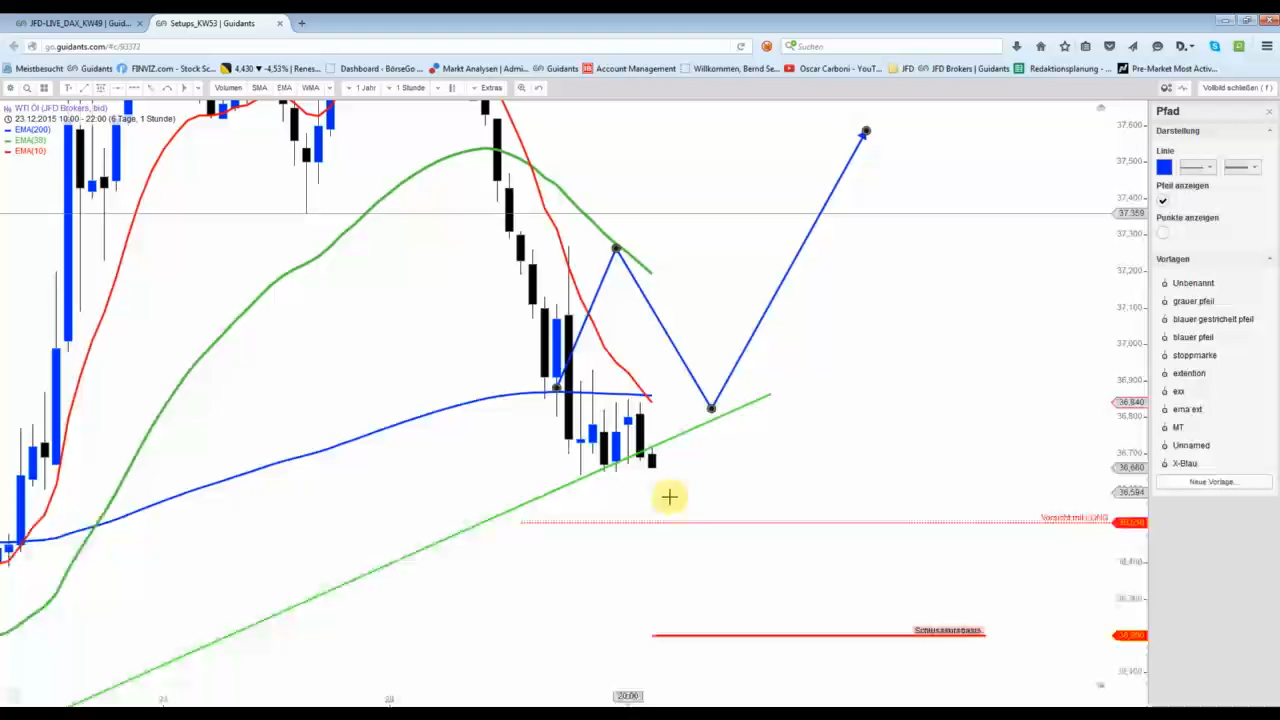 JFD-LIVE_DAX_KW49 | Guid... Setups_KW53 | Guidants
go.guidants.com/#c/93372 Suchen
Meistbesucht Guidants FINVIZ.com - Stock Sc... 4,430 ▼ -4,53% | Renes... Dashboard - BörseGo ... Markt Analysen | Admi... Guidants Account Management Willkommen, Bernd Se... Oscar Carboni - YouT... JFD JFD Brokers | Guidants Redaktionsplanung - ... Pre-Market Most Activ...
Volumen SMA EMA WMA 1 Jahr 1 Stunde Extras Vollbild schließen ( f )
WTI Öl (JFD Brokers, bid)
23.12.2015 10:00 - 22:00 (6 Tage, 1 Stunde)
EMA(200)
EMA(38)
EMA(10)
37,600
37,500
37,400
37,359
37,300
37,200
37,100
37,000
36,900
36,840
36,800
36,700
36,660
36,594
Vorsicht mit LONG
20:00
Pfad
Darstellung
Linie
Pfeil anzeigen
Punkte anzeigen
Vorlagen
Unbenannt
grauer pfeil
blauer gestrichelt pfeil
blauer pfeil
stoppmarke
extention
exx
ema ext
MT
Unnamed
X-Blau
Neue Vorlage...